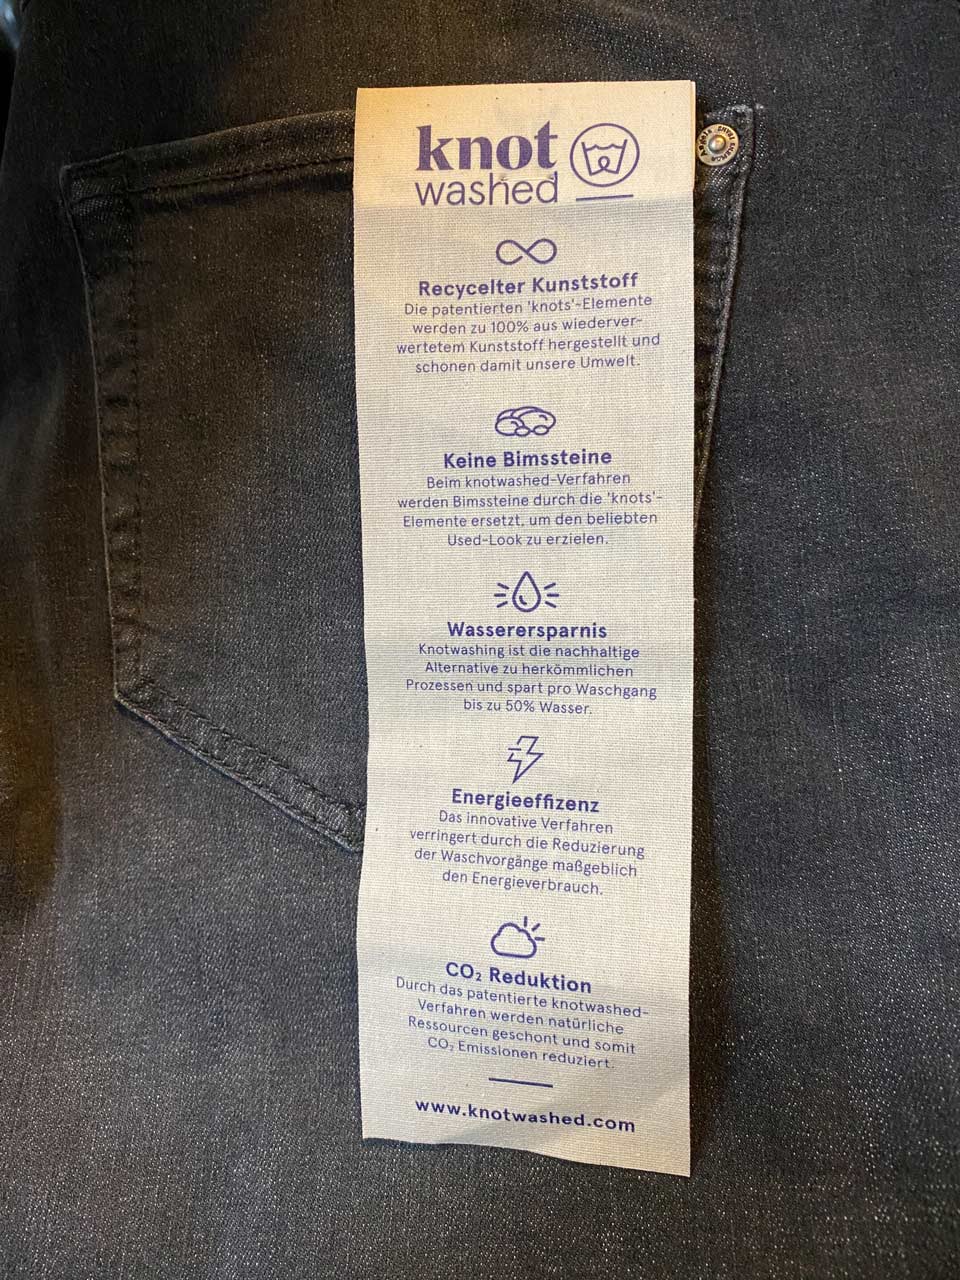 knot
washed
Recycelter Kunststoff
Die patentierten 'knots'-Elemente
werden zu 100% aus wiederver-
wertetem Kunststoff hergestellt und
schonen damit unsere Umwelt.
Keine Bimssteine
Beim knotwashed-Verfahren
werden Bimssteine durch die 'knots'-
Elemente ersetzt, um den beliebten
Used-Look zu erzielen.
Wasserersparnis
Knotwashing ist die nachhaltige
Alternative zu herkömmlichen
Prozessen und spart pro Waschgang
bis zu 50% Wasser.
Energieeffizenz
Das innovative Verfahren
verringert durch die Reduzierung
der Waschvorgänge maßgeblich
den Energieverbrauch.
CO₂ Reduktion
Durch das patentierte knotwashed-
Verfahren werden natürliche
Ressourcen geschont und somit
CO₂ Emissionen reduziert.
www.knotwashed.com